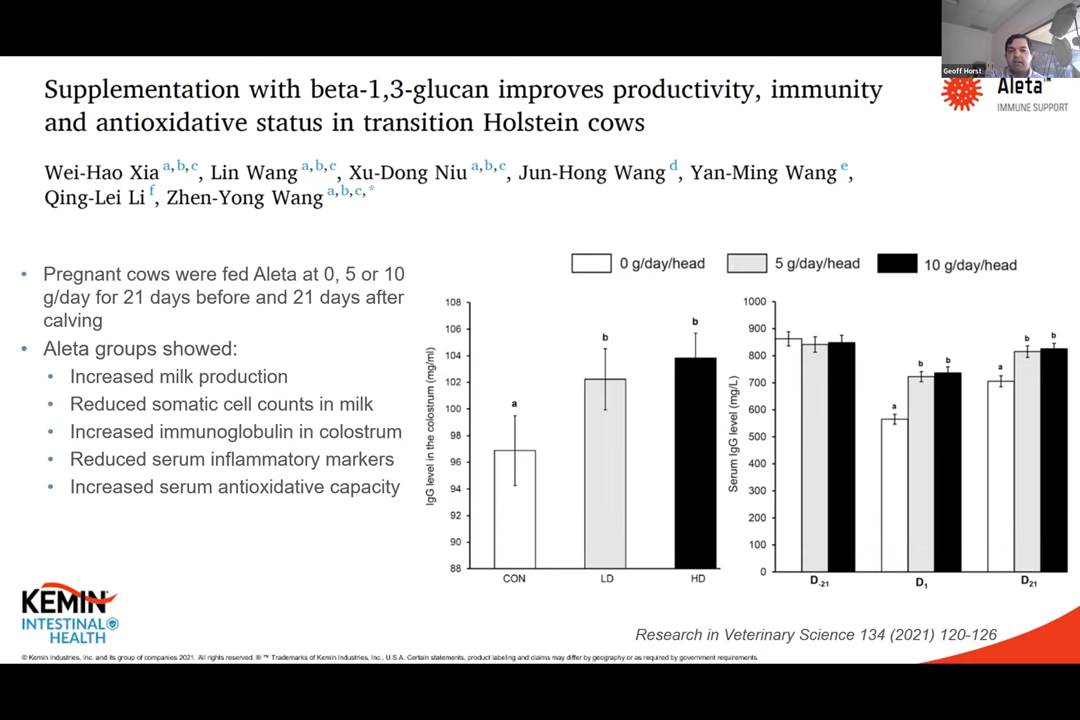 Geoff Horst
Aleta™
IMMUNE SUPPORT
Supplementation with beta-1,3-glucan improves productivity, immunity
and antioxidative status in transition Holstein cows
Wei-Hao Xia a,b,c, Lin Wang a,b,c, Xu-Dong Niu a,b,c, Jun-Hong Wang d, Yan-Ming Wang e,
Qing-Lei Li f, Zhen-Yong Wang a,b,c,*
• Pregnant cows were fed Aleta at 0, 5 or 10
g/day for 21 days before and 21 days after
calving
• Aleta groups showed:
• Increased milk production
• Reduced somatic cell counts in milk
• Increased immunoglobulin in colostrum
• Reduced serum inflammatory markers
• Increased serum antioxidative capacity
0 g/day/head 5 g/day/head 10 g/day/head
IgG level in the colostrum (mg/ml)
108
106
104
102
100
98
96
94
92
90
88
a
b
b
CON LD HD
Serum IgG level (mg/L)
1000
900
800
700
600
500
400
300
200
100
0
a
b
b
a
b
b
D-21 D1 D21
KEMIN®
INTESTINAL
HEALTH
Research in Veterinary Science 134 (2021) 120-126
© Kemin Industries, Inc. and its group of companies 2021. All rights reserved. ® ™ Trademarks of Kemin Industries, Inc., U.S.A. Certain statements, product labeling and claims may differ by geography or as required by government requirements.